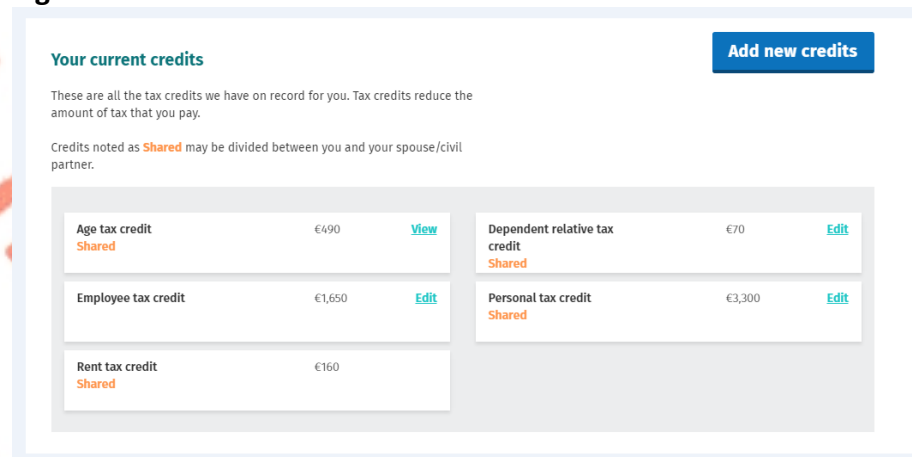 Your current credits
Add new credits
These are all the tax credits we have on record for you. Tax credits reduce the
amount of tax that you pay.
Credits noted as Shared may be divided between you and your spouse/civil
partner.
Age tax credit €490 View
Shared
Dependent relative tax €70 Edit
credit
Shared
Employee tax credit €1,650 Edit
Personal tax credit €3,300 Edit
Shared
Rent tax credit €160
Shared